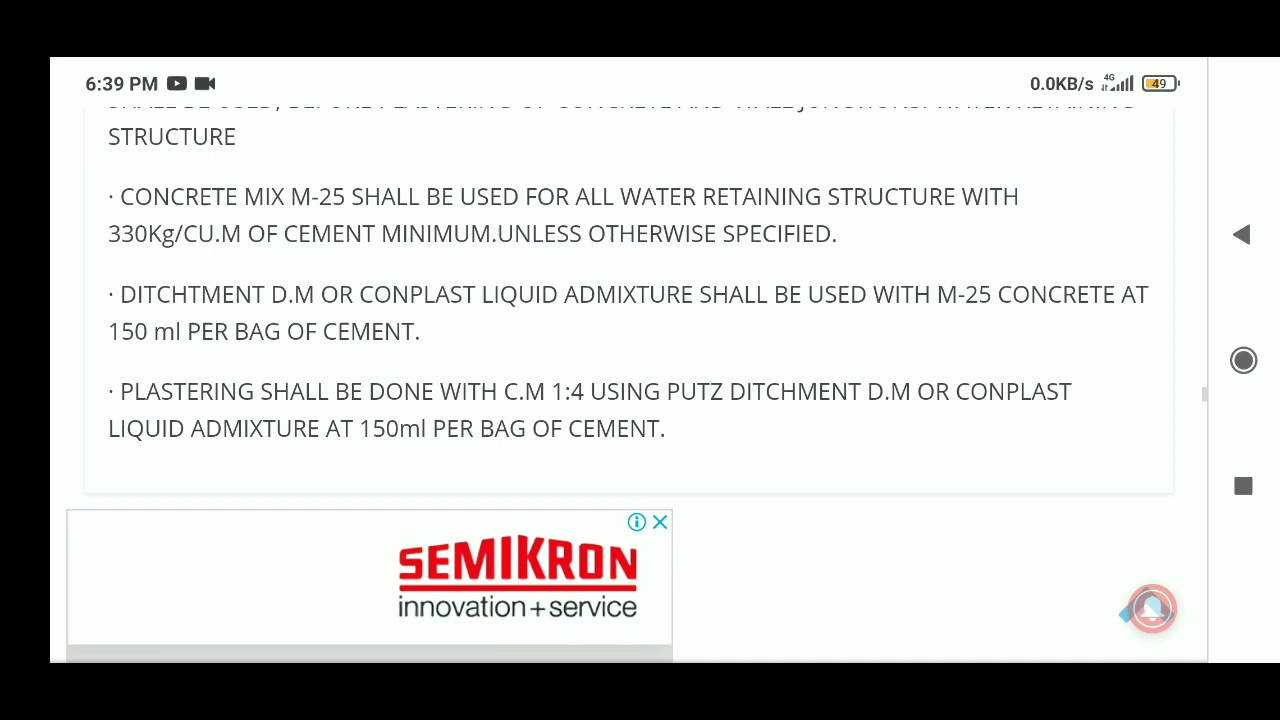 6:39 PM
0.0KB/s 4G 49
STRUCTURE
· CONCRETE MIX M-25 SHALL BE USED FOR ALL WATER RETAINING STRUCTURE WITH
330Kg/CU.M OF CEMENT MINIMUM.UNLESS OTHERWISE SPECIFIED.
· DITCHTMENT D.M OR CONPLAST LIQUID ADMIXTURE SHALL BE USED WITH M-25 CONCRETE AT
150 ml PER BAG OF CEMENT.
· PLASTERING SHALL BE DONE WITH C.M 1:4 USING PUTZ DITCHMENT D.M OR CONPLAST
LIQUID ADMIXTURE AT 150ml PER BAG OF CEMENT.
SEMIKRON
innovation+service